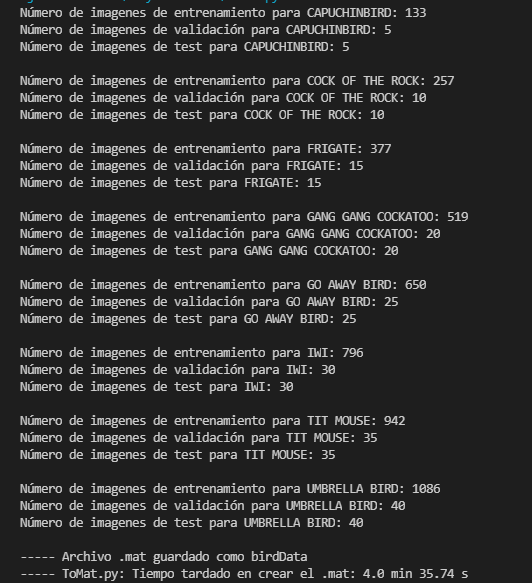 Número de imagenes de entrenamiento para CAPUCHINBIRD: 133
Número de imagenes de validación para CAPUCHINBIRD: 5
Número de imagenes de test para CAPUCHINBIRD: 5
Número de imagenes de entrenamiento para COCK OF THE ROCK: 257
Número de imagenes de validación para COCK OF THE ROCK: 10
Número de imagenes de test para COCK OF THE ROCK: 10
Número de imagenes de entrenamiento para FRIGATE: 377
Número de imagenes de validación para FRIGATE: 15
Número de imagenes de test para FRIGATE: 15
Número de imagenes de entrenamiento para GANG GANG COCKATOO: 519
Número de imagenes de validación para GANG GANG COCKATOO: 20
Número de imagenes de test para GANG GANG COCKATOO: 20
Número de imagenes de entrenamiento para GO AWAY BIRD: 650
Número de imagenes de validación para GO AWAY BIRD: 25
Número de imagenes de test para GO AWAY BIRD: 25
Número de imagenes de entrenamiento para IWI: 796
Número de imagenes de validación para IWI: 30
Número de imagenes de test para IWI: 30
Número de imagenes de entrenamiento para TIT MOUSE: 942
Número de imagenes de validación para TIT MOUSE: 35
Número de imagenes de test para TIT MOUSE: 35
Número de imagenes de entrenamiento para UMBRELLA BIRD: 1086
Número de imagenes de validación para UMBRELLA BIRD: 40
Número de imagenes de test para UMBRELLA BIRD: 40
----- Archivo .mat guardado como birdData
----- ToMat.py: Tiempo tardado en crear el .mat: 4.0 min 35.74 s